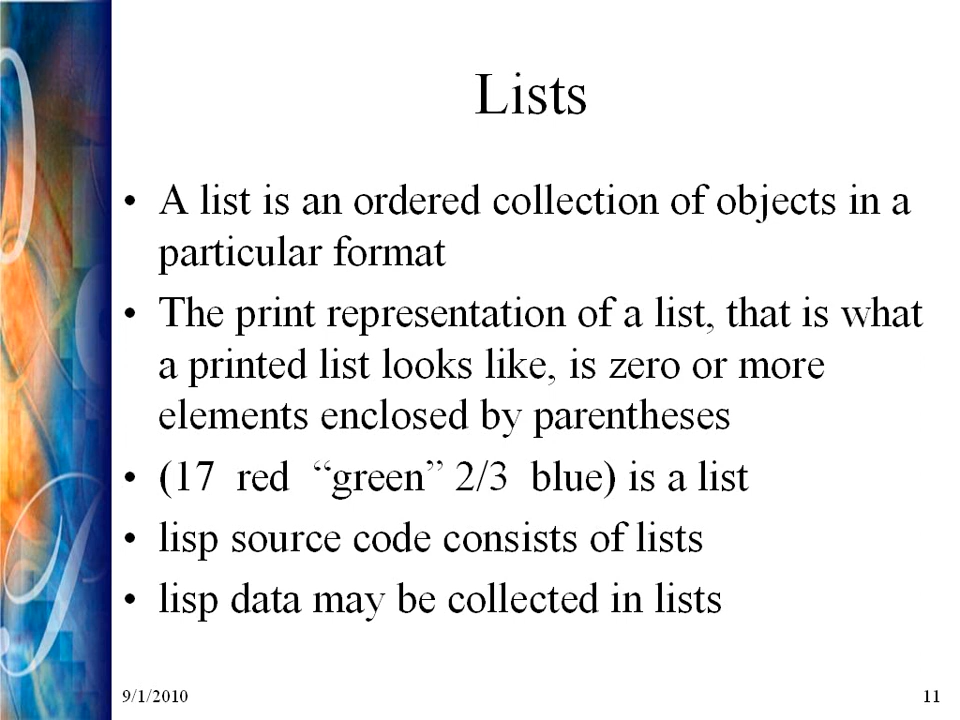 Lists
• A list is an ordered collection of objects in a
particular format
• The print representation of a list, that is what
a printed list looks like, is zero or more
elements enclosed by parentheses
• (17  red  “green” 2/3  blue) is a list
• lisp source code consists of lists
• lisp data may be collected in lists
9/1/2010
11